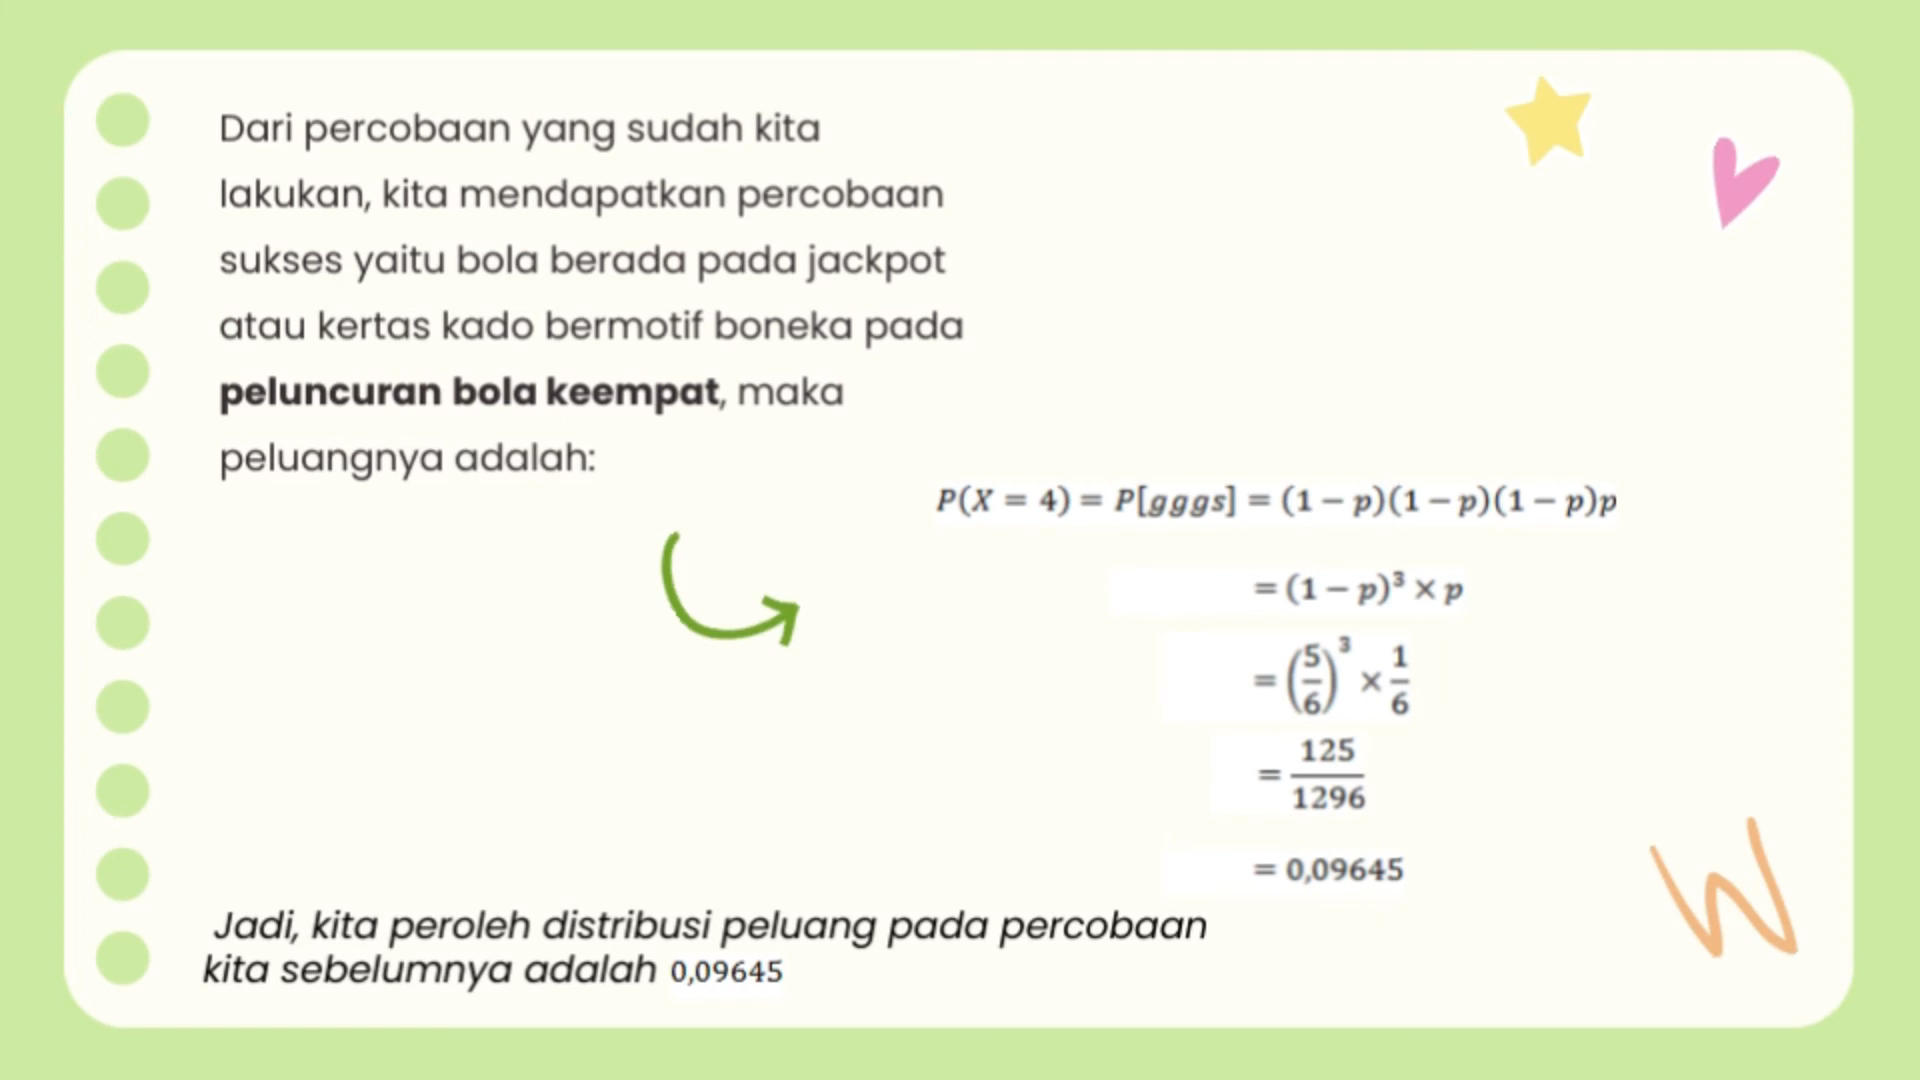 Dari percobaan yang sudah kita
lakukan, kita mendapatkan percobaan
sukses yaitu bola berada pada jackpot
atau kertas kado bermotif boneka pada
peluncuran bola keempat, maka
peluangnya adalah:
P(X = 4) = P[gggs] = (1 − p)(1 − p)(1 − p)p
= (1 − p)³ × p
= (5/6)³ × 1/6
= 125/1296
= 0,09645
Jadi, kita peroleh distribusi peluang pada percobaan
kita sebelumnya adalah 0,09645